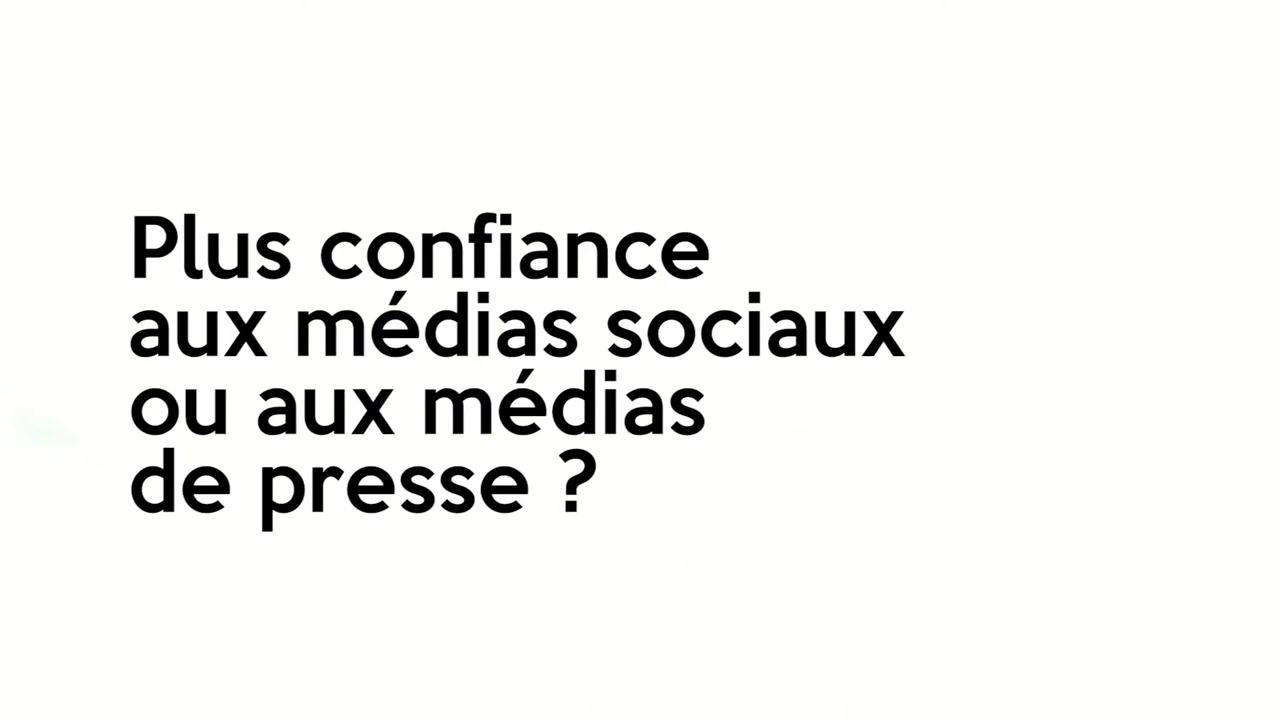 Plus confiance
aux médias sociaux
ou aux médias
de presse ?